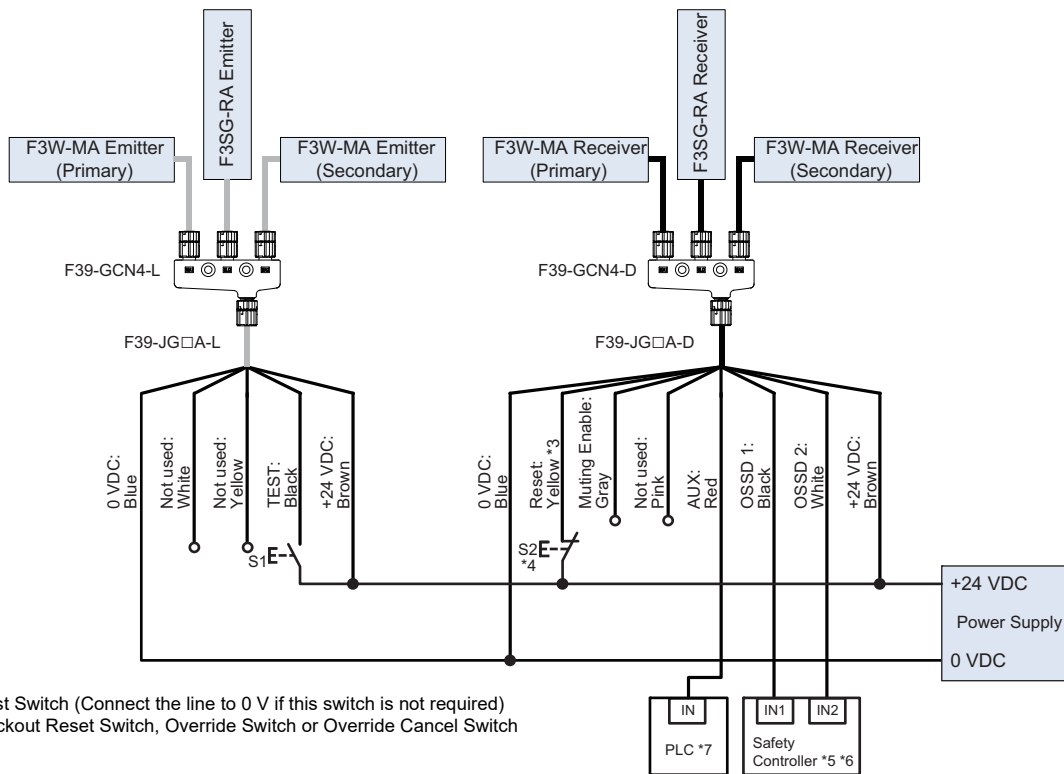 F3SG-RA Emitter
F3SG-RA Receiver
F3W-MA Emitter
(Primary)
F3W-MA Emitter
(Secondary)
F3W-MA Receiver
(Primary)
F3W-MA Receiver
(Secondary)
F39-GCN4-L
F39-GCN4-D
F39-JG□A-L
F39-JG□A-D
0 VDC:
Blue
Not used:
White
Not used:
Yellow
TEST:
Black
+24 VDC:
Brown
0 VDC:
Blue
Reset:
Yellow *3
Muting Enable:
Gray
Not used:
Pink
AUX:
Red
OSSD 1:
Black
OSSD 2:
White
+24 VDC:
Brown
S1
S2
*4
+24 VDC
Power Supply
0 VDC
st Switch (Connect the line to 0 V if this switch is not required)
ckout Reset Switch, Override Switch or Override Cancel Switch
IN
PLC *7
IN1
IN2
Safety
Controller *5 *6